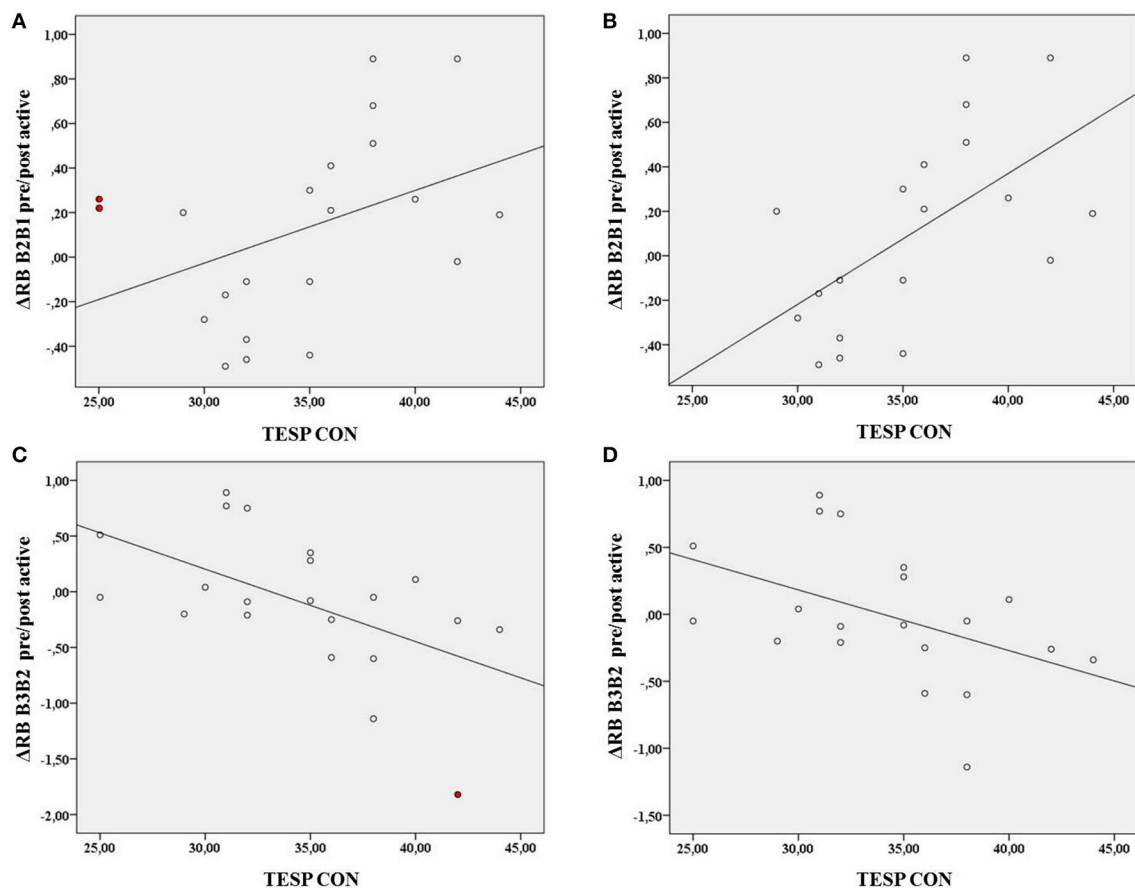 A
ΔRB B2B1 pre/post active
1,00
,80
,60
,40
,20
,00
-,20
-,40
25,00 30,00 35,00 40,00 45,00
TESP CON
B
ΔRB B2B1 pre/post active
1,00
,80
,60
,40
,20
,00
-,20
-,40
25,00 30,00 35,00 40,00 45,00
TESP CON
C
ΔRB B3B2 pre/post active
1,00
,50
,00
-,50
-1,00
-1,50
-2,00
25,00 30,00 35,00 40,00 45,00
TESP CON
D
ΔRB B3B2 pre/post active
1,00
,50
,00
-,50
-1,00
-1,50
25,00 30,00 35,00 40,00 45,00
TESP CON